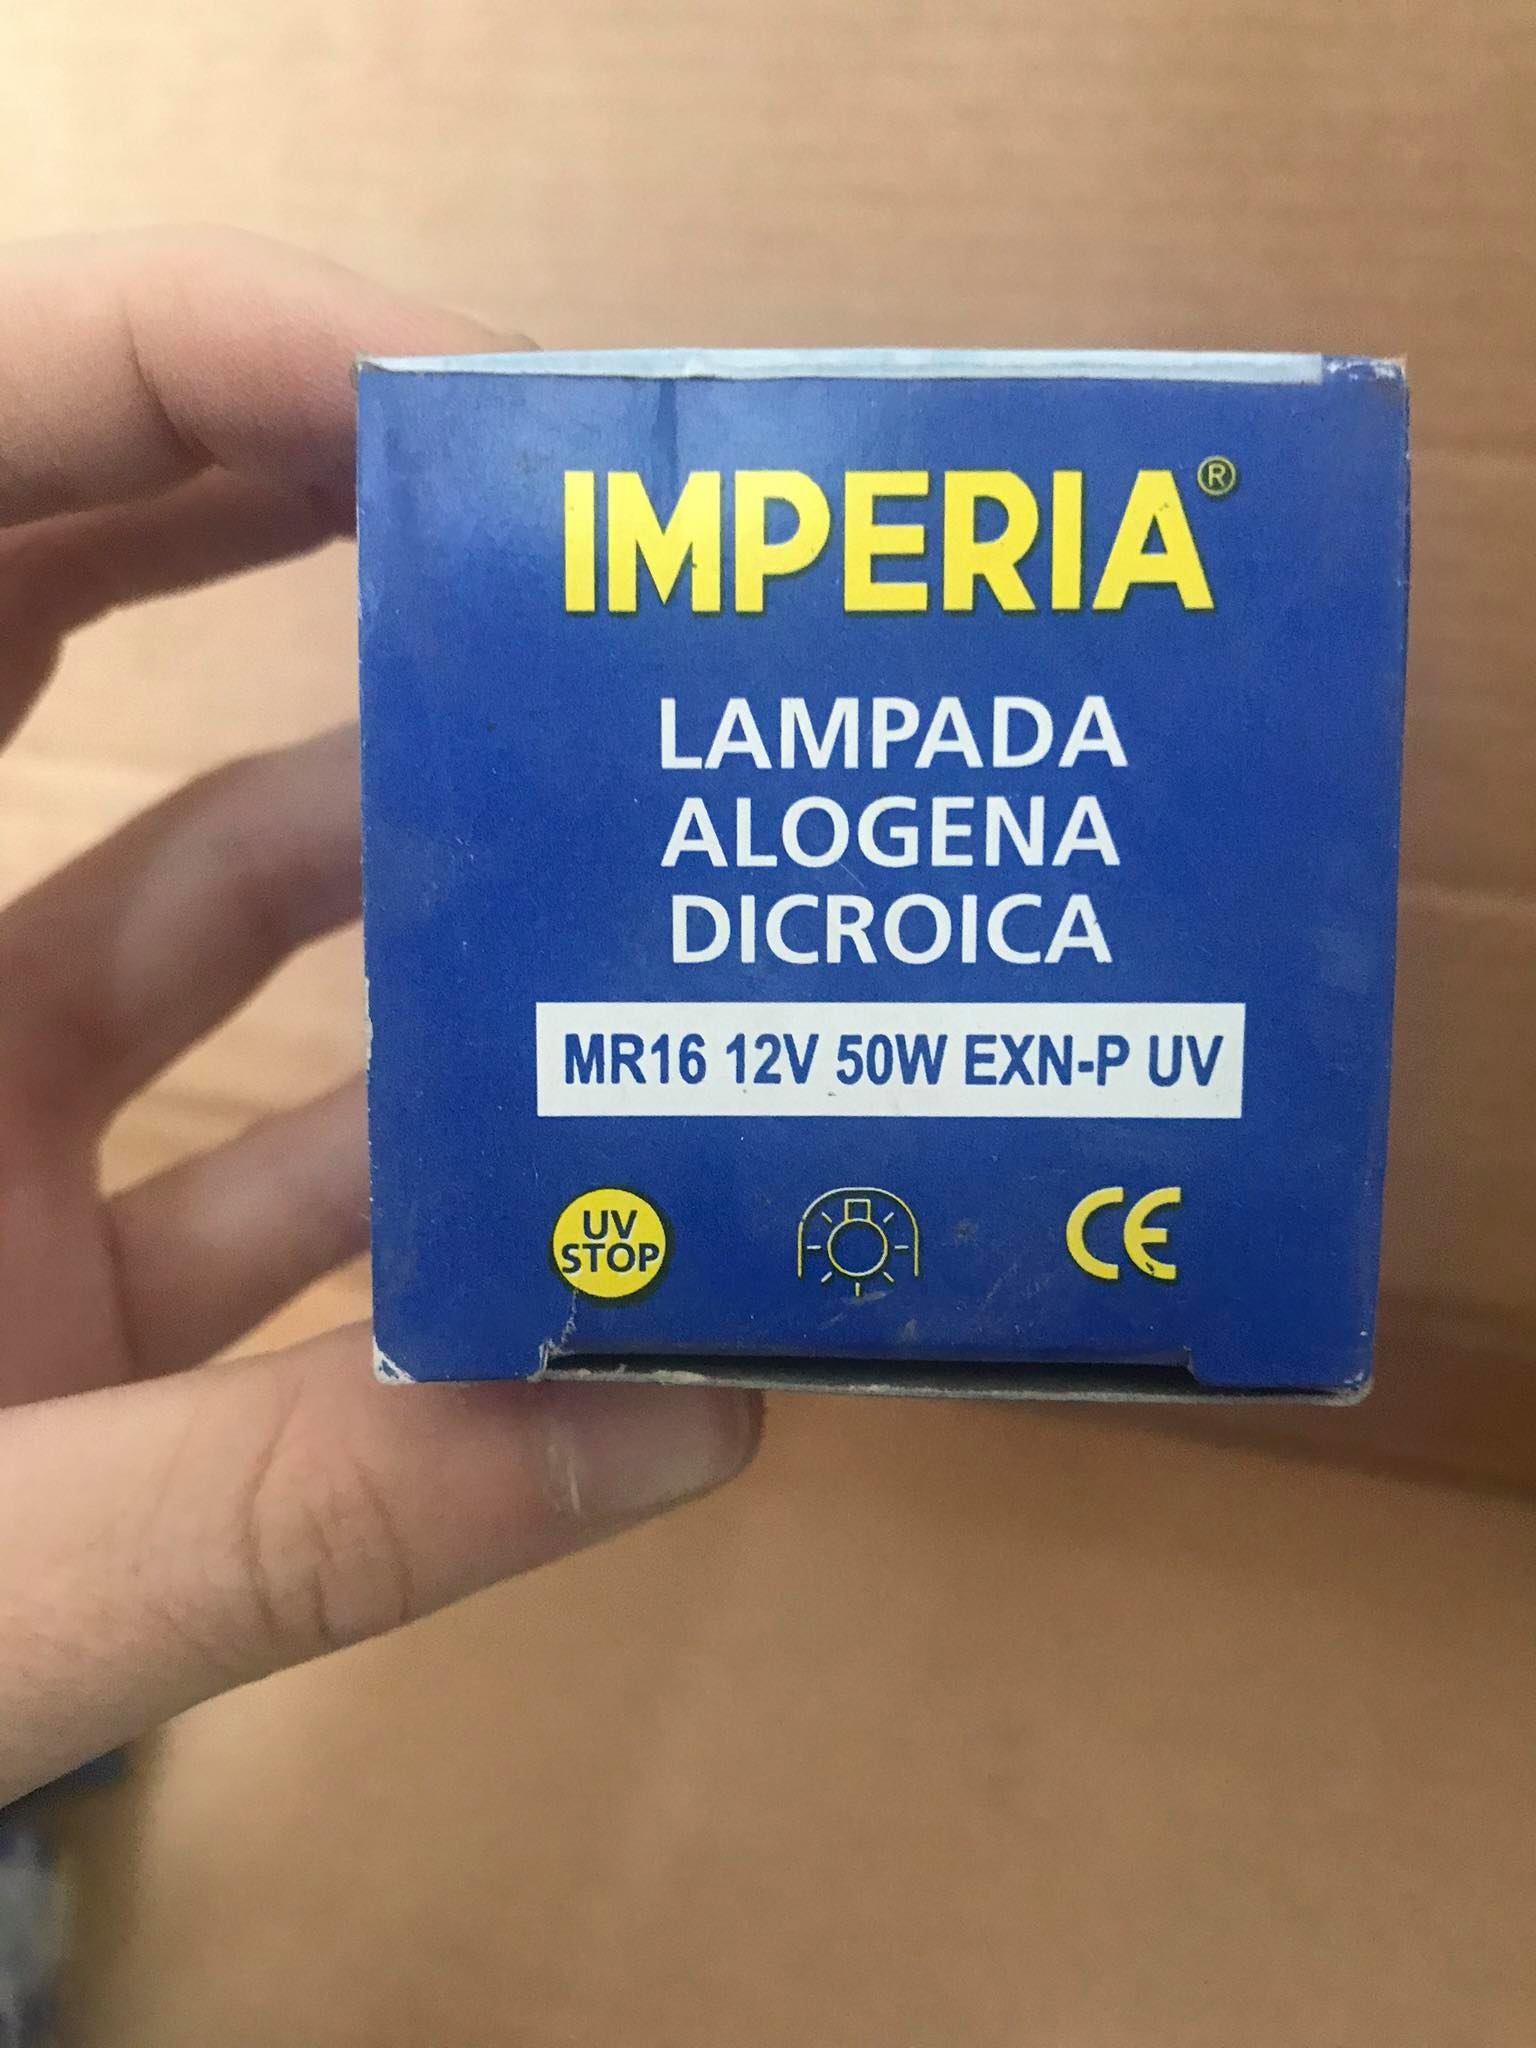 IMPERIA®
LAMPADA
ALOGENA
DICROICA
MR16 12V 50W EXN-P UV
UV
STOP
CE